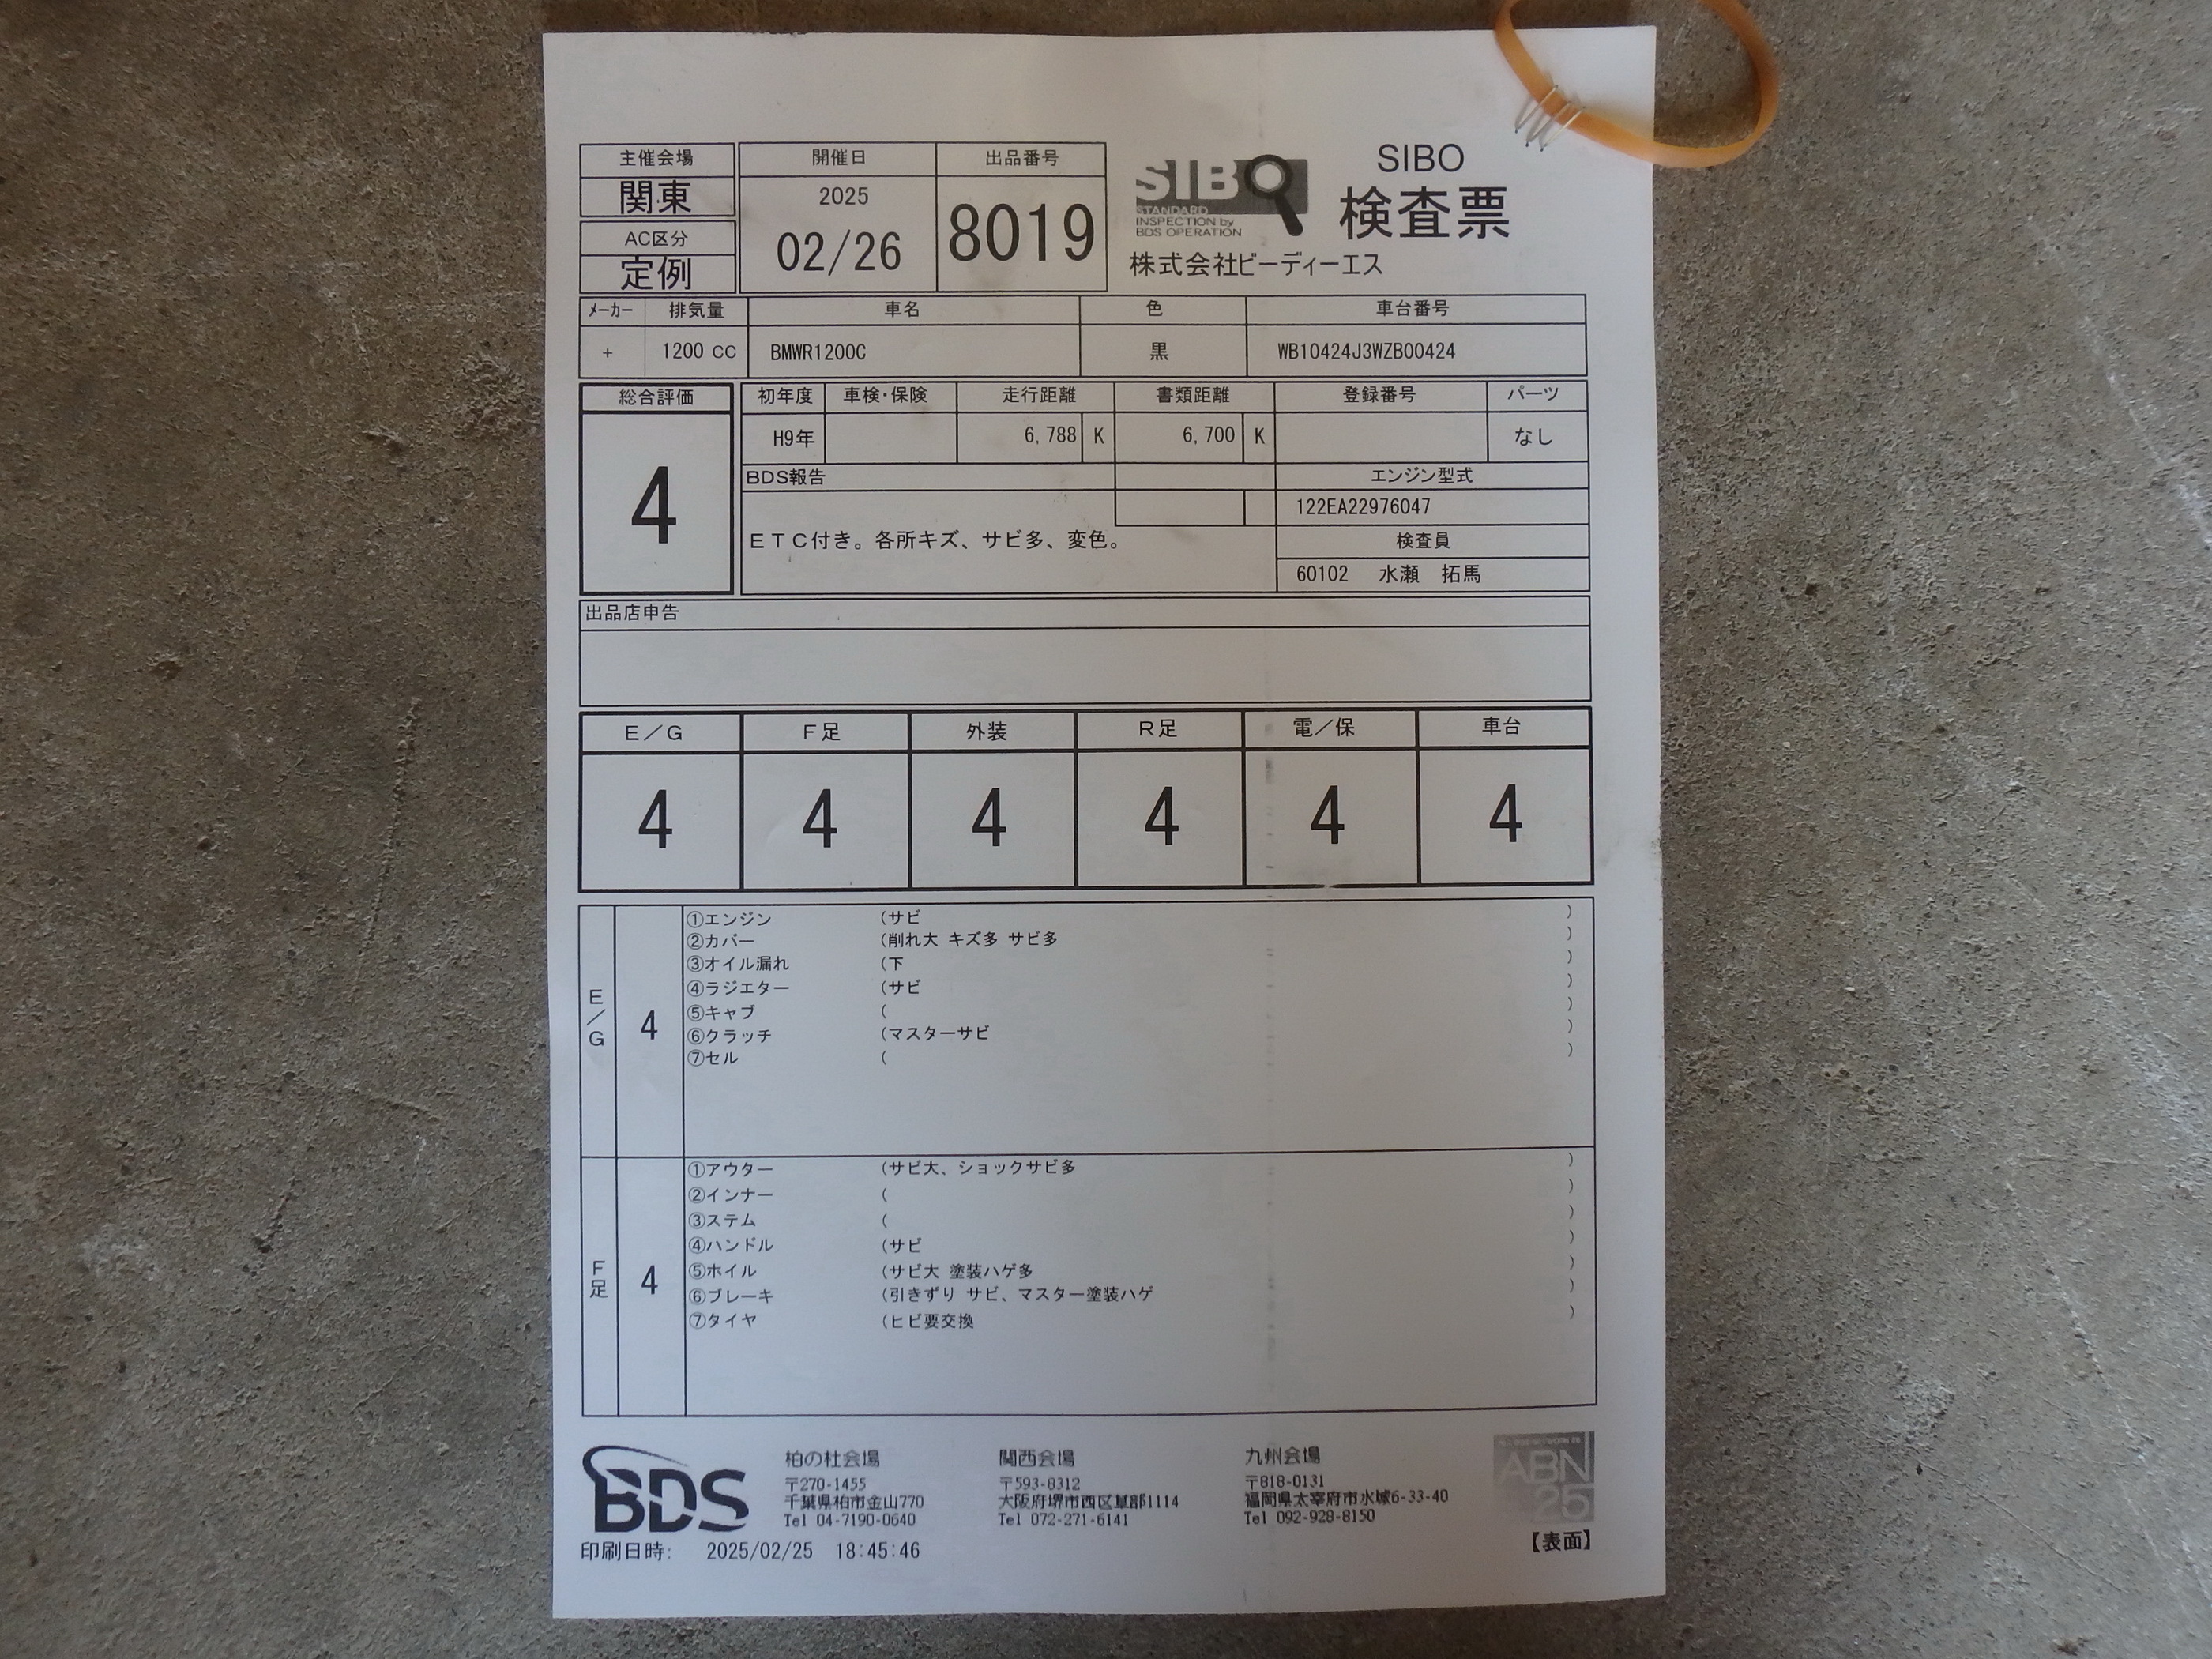 主催会場 開催日 出品番号
関東 2025 02/26 8019
AC区分
定例
SIBO
STANDARD
INSPECTION by
BDS OPERATION
SIBO
検査票
株式会社ビーディーエス
メーカー 排気量 車名 色 車台番号
+ 1200 CC BMWR1200C 黒 WB10424J3WZB00424
総合評価 初年度 車検・保険 走行距離 書類距離 登録番号 パーツ
4 H9年 6,788 K 6,700 K なし
BDS報告 エンジン型式
122EA22976047
ETC付き。各所キズ、サビ多、変色。 検査員
60102 水瀬 拓馬
出品店申告
E/G F足 外装 R足 電/保 車台
4 4 4 4 4 4
E/G 4
①エンジン (サビ )
②カバー (削れ大 キズ多 サビ多 )
③オイル漏れ (下 )
④ラジエター (サビ )
⑤キャブ ( )
⑥クラッチ (マスターサビ )
⑦セル ( )
F足 4
①アウター (サビ大、ショックサビ多 )
②インナー ( )
③ステム ( )
④ハンドル (サビ )
⑤ホイル (サビ大 塗装ハゲ多 )
⑥ブレーキ (引きずり サビ、マスター塗装ハゲ )
⑦タイヤ (ヒビ要交換 )
BDS
柏の杜会場
〒270-1455
千葉県柏市金山770
Tel 04-7190-0640
関西会場
〒593-8312
大阪府堺市西区草部1114
Tel 072-271-6141
九州会場
〒818-0131
福岡県太宰府市水城6-33-40
Tel 092-928-8150
ABN
25
【表面】
印刷日時: 2025/02/25 18:45:46